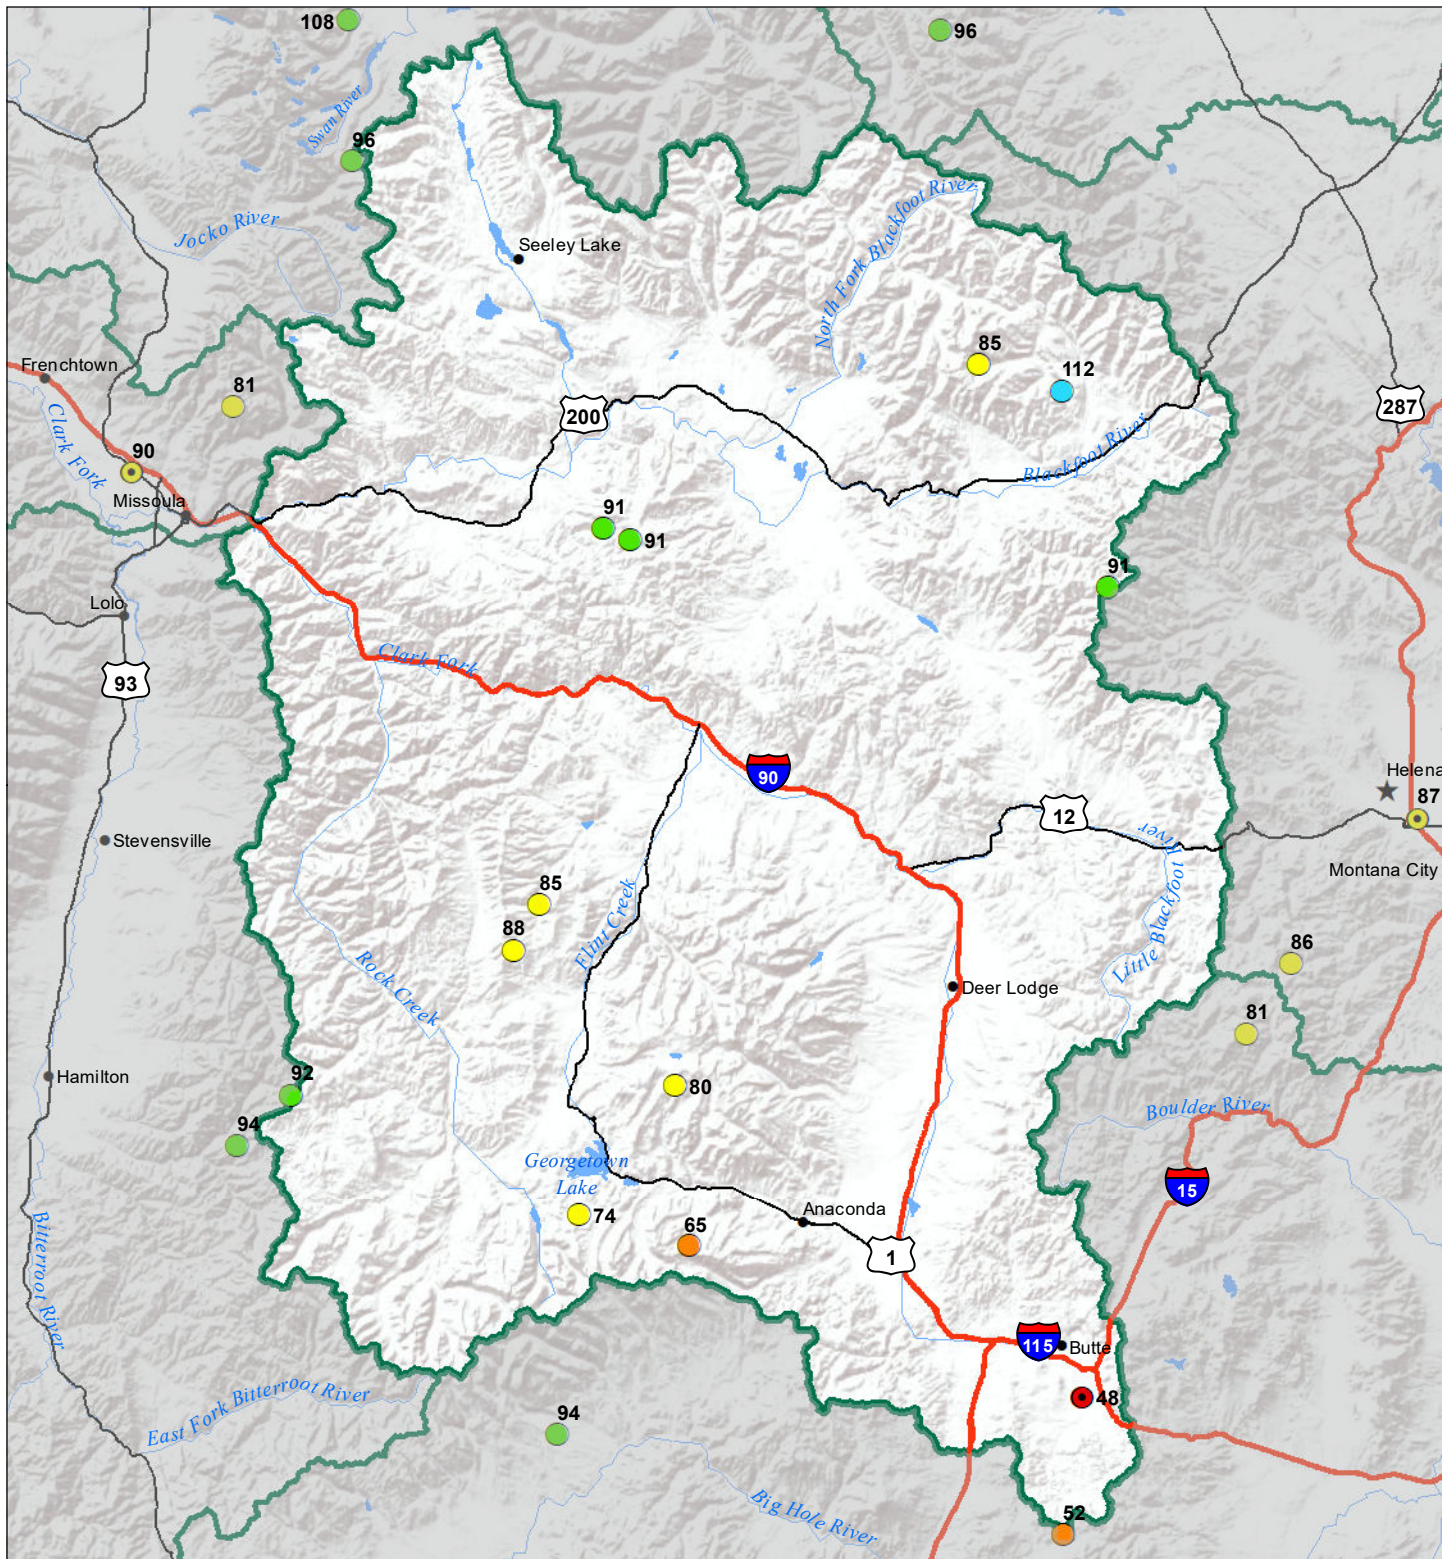 108
96
Swan River
96
Jocko River
Seeley Lake
North Fork Blackfoot River
85
112
Frenchtown
81
200
287
Clark Fork
90
Missoula
Blackfoot River
91
91
91
Lolo
93
Clark Fork
90
Helena
87
12
Stevensville
Little Blackfoot River
Montana City
85
88
Flint Creek
Rock Creek
86
Deer Lodge
81
Hamilton
92
80
94
Boulder River
Georgetown
Lake
15
74
65
Anaconda
1
Bitterroot River
115
Butte
East Fork Bitterroot River
48
94
Big Hole River
52